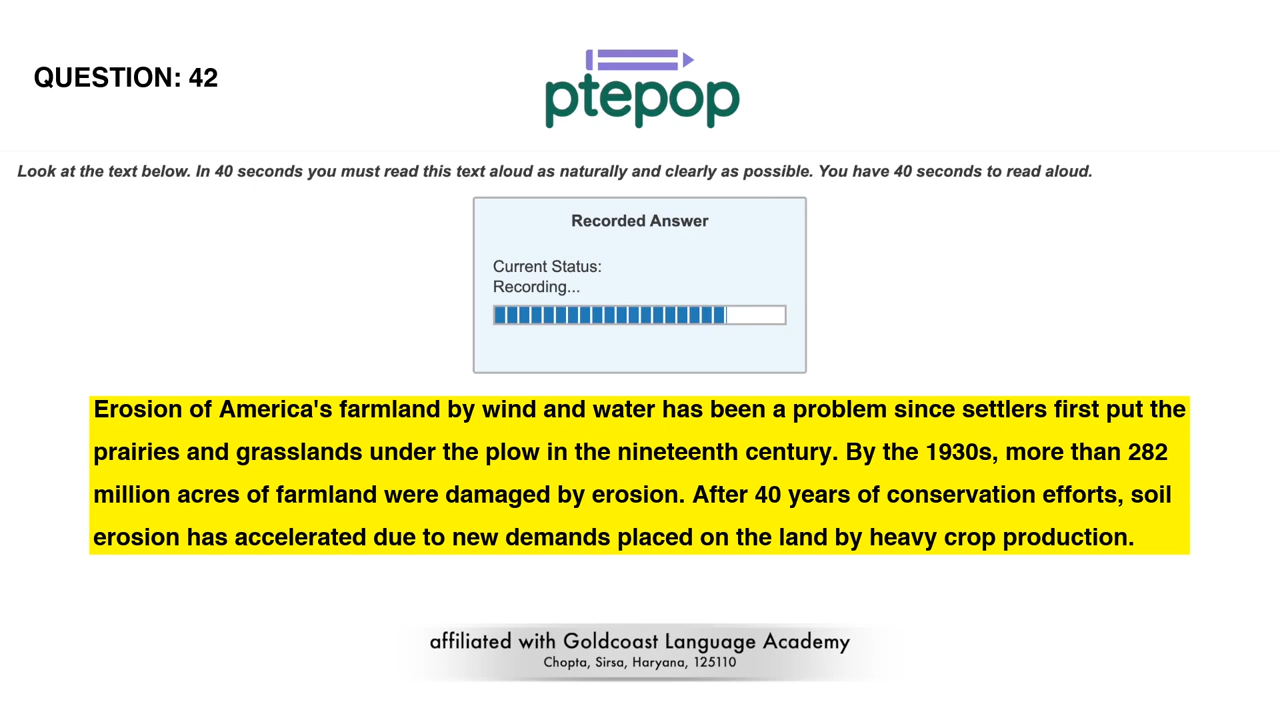 QUESTION: 42
ptepop
Look at the text below. In 40 seconds you must read this text aloud as naturally and clearly as possible. You have 40 seconds to read aloud.
Recorded Answer
Current Status:
Recording...
Erosion of America's farmland by wind and water has been a problem since settlers first put the
prairies and grasslands under the plow in the nineteenth century. By the 1930s, more than 282
million acres of farmland were damaged by erosion. After 40 years of conservation efforts, soil
erosion has accelerated due to new demands placed on the land by heavy crop production.
affiliated with Goldcoast Language Academy
Chopta, Sirsa, Haryana, 125110